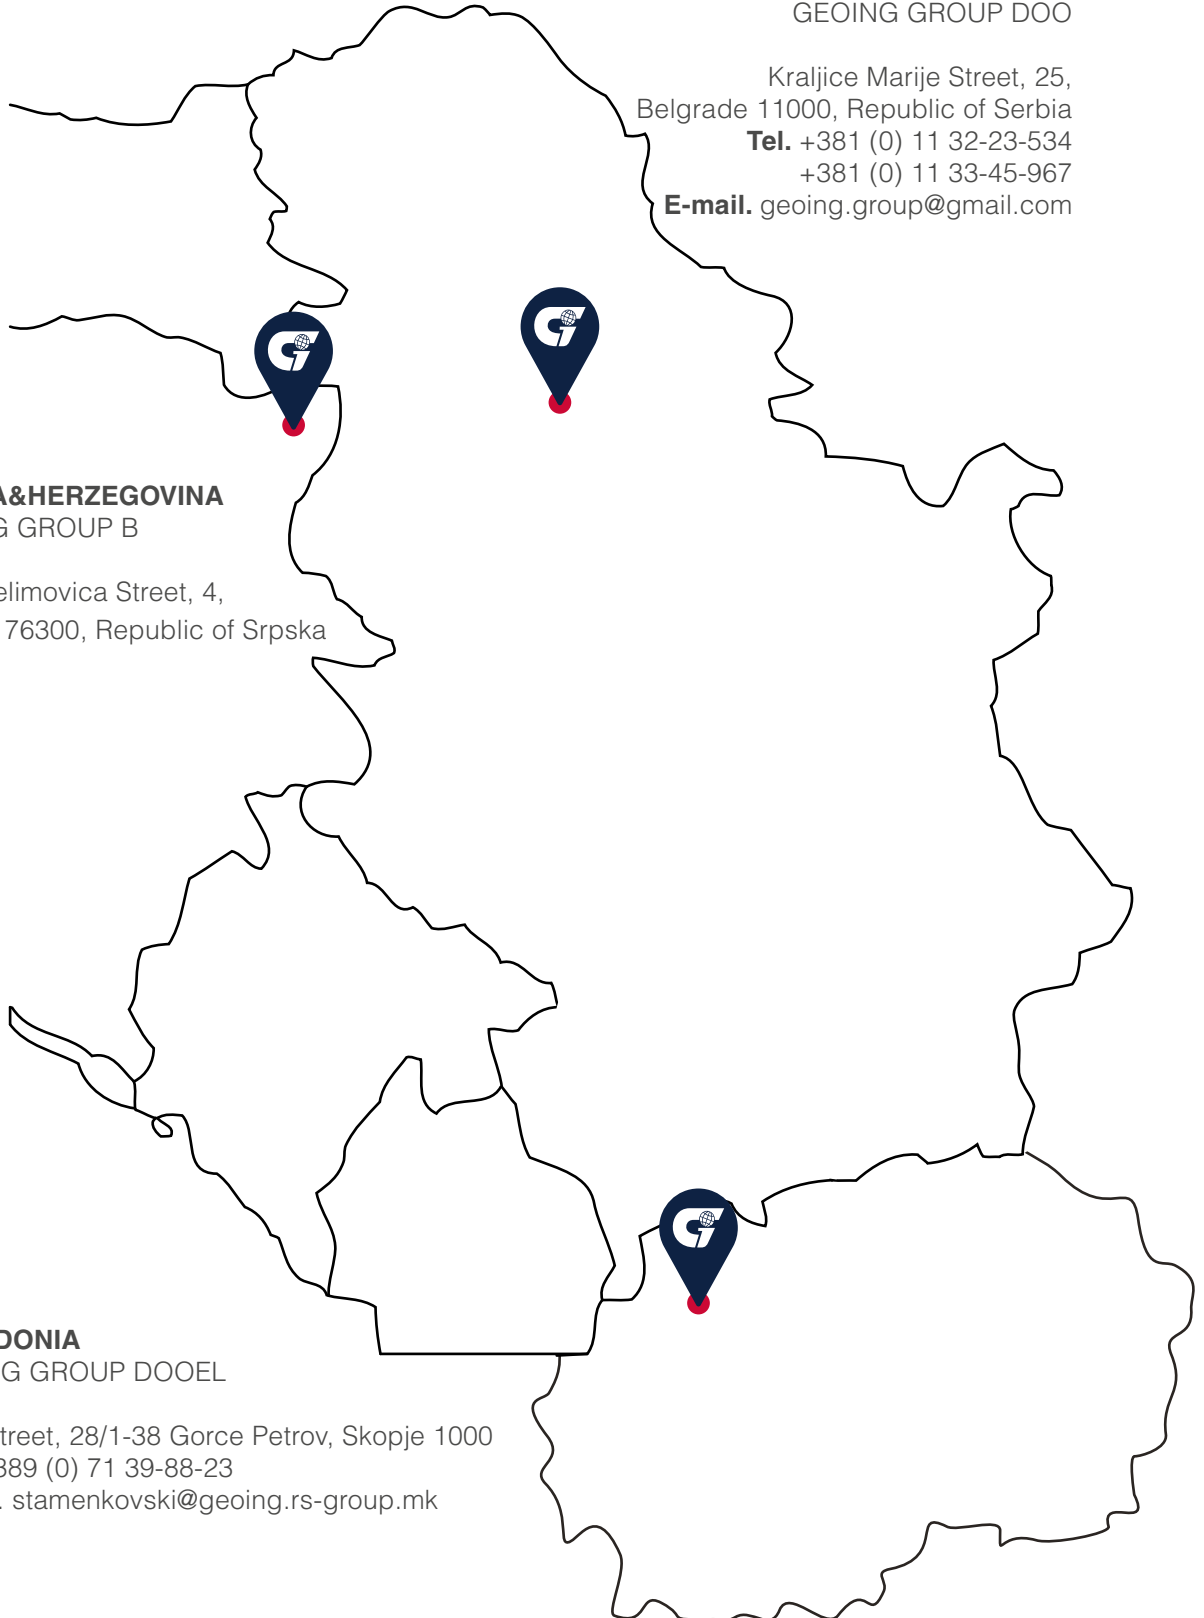 GEOING GROUP DOO
Kraljice Marije Street, 25,
Belgrade 11000, Republic of Serbia
Tel. +381 (0) 11 32-23-534
+381 (0) 11 33-45-967
E-mail. geoing.group@gmail.com
A&HERZEGOVINA
G GROUP B
elimovica Street, 4,
76300, Republic of Srpska
DONIA
G GROUP DOOEL
treet, 28/1-38 Gorce Petrov, Skopje 1000
389 (0) 71 39-88-23
. stamenkovski@geoing.rs-group.mk